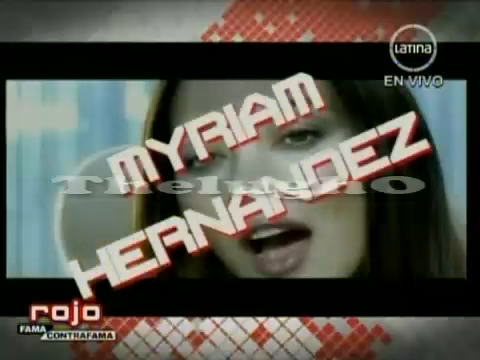 LATINA
EN VIVO
MYRIAM
HERNANDEZ
rojo
FAMA
CONTRAFAMA